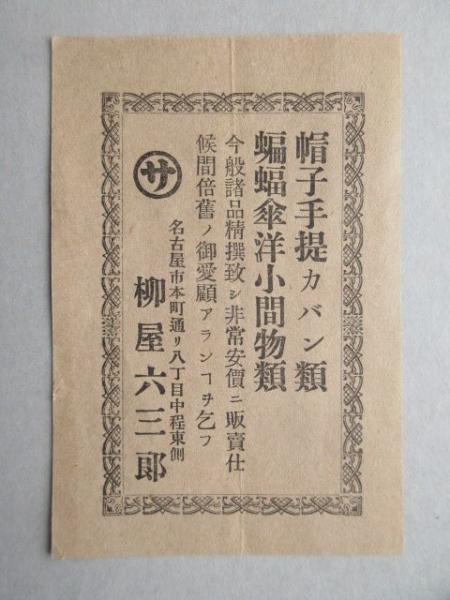 帽子手提カバン類
蝙蝠傘洋小間物類
今般諸品精撰致シ非常安價ニ販賣仕
候間倍舊ノ御愛顧アランヿヲ乞フ
名古屋市本町通リ八丁目中程東側
サ
柳屋六三郎